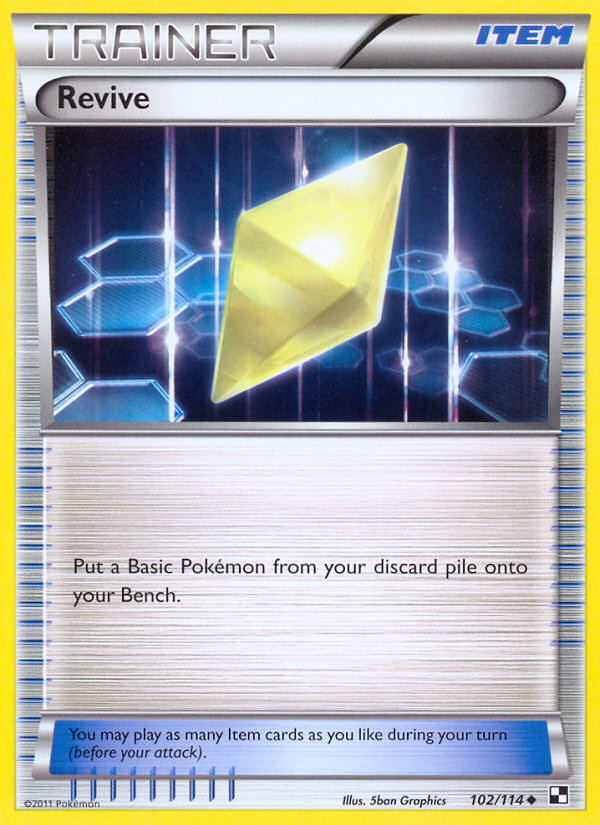 TRAINER
ITEM
Revive
Put a Basic Pokémon from your discard pile onto
your Bench.
You may play as many Item cards as you like during your turn
(before your attack).
©2011 Pokémon
Illus. 5ban Graphics
102/114